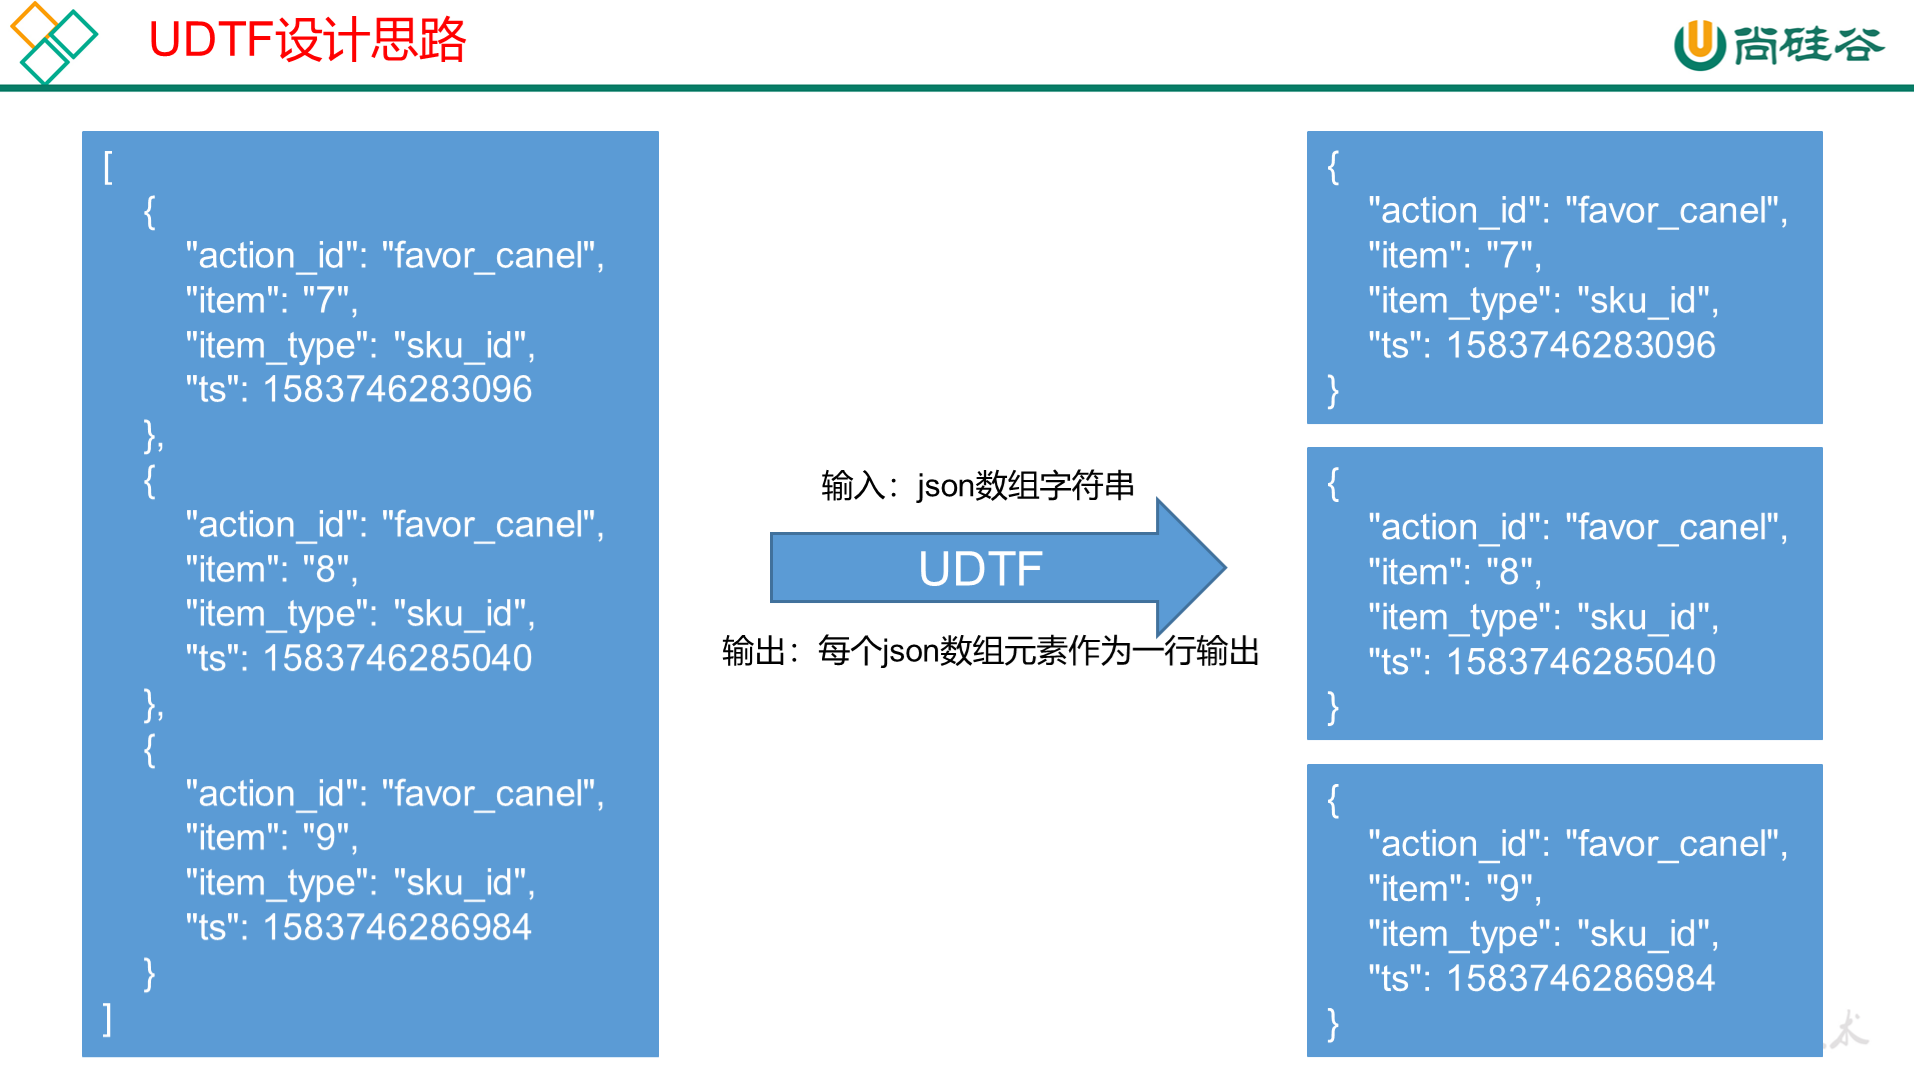 UDTF设计思路
尚硅谷
[
{
"action_id": "favor_canel",
"item": "7",
"item_type": "sku_id",
"ts": 1583746283096
},
{
"action_id": "favor_canel",
"item": "8",
"item_type": "sku_id",
"ts": 1583746285040
},
{
"action_id": "favor_canel",
"item": "9",
"item_type": "sku_id",
"ts": 1583746286984
}
]
输入：json数组字符串
UDTF
输出：每个json数组元素作为一行输出
{
"action_id": "favor_canel",
"item": "7",
"item_type": "sku_id",
"ts": 1583746283096
}
{
"action_id": "favor_canel",
"item": "8",
"item_type": "sku_id",
"ts": 1583746285040
}
{
"action_id": "favor_canel",
"item": "9",
"item_type": "sku_id",
"ts": 1583746286984
}
术